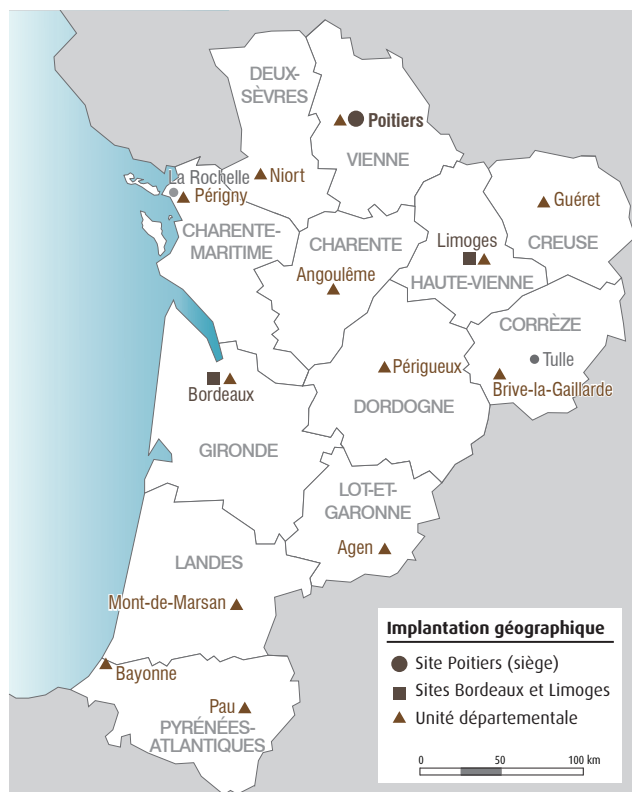 DEUX-
SÈVRES
Poitiers
VIENNE
La Rochelle
Niort
Périgny
Guéret
CHARENTE-
MARITIME
CHARENTE
Limoges
CREUSE
Angoulême
HAUTE-VIENNE
CORRÈZE
Tulle
Périgueux
Brive-la-Gaillarde
Bordeaux
DORDOGNE
GIRONDE
LOT-ET-
GARONNE
Agen
LANDES
Mont-de-Marsan
Bayonne
Pau
PYRÉNÉES-
ATLANTIQUES
Implantation géographique
Site Poitiers (siège)
Sites Bordeaux et Limoges
Unité départementale
0 50 100 km